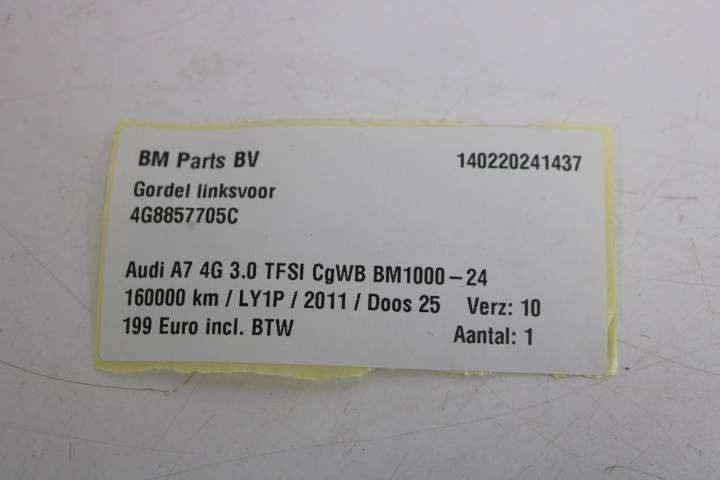 BM Parts BV 140220241437
Gordel linksvoor
4G8857705C
Audi A7 4G 3.0 TFSI CgWB BM1000-24
160000 km / LY1P / 2011 / Doos 25 Verz: 10
199 Euro incl. BTW Aantal: 1